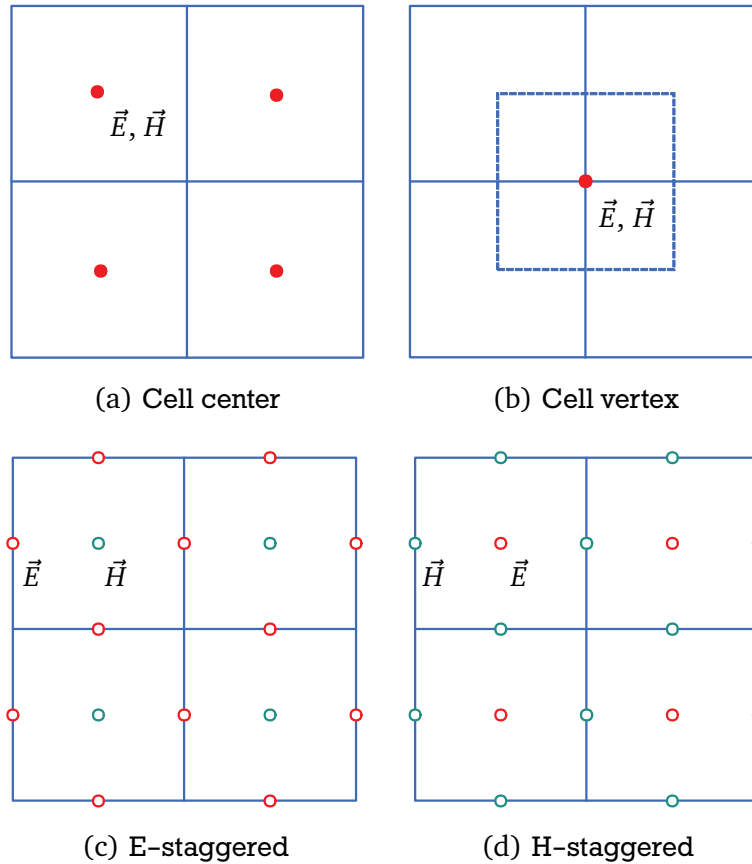 E⃗, H⃗
E⃗, H⃗
(a) Cell center
(b) Cell vertex
E⃗ H⃗
H⃗ E⃗
(c) E-staggered
(d) H-staggered